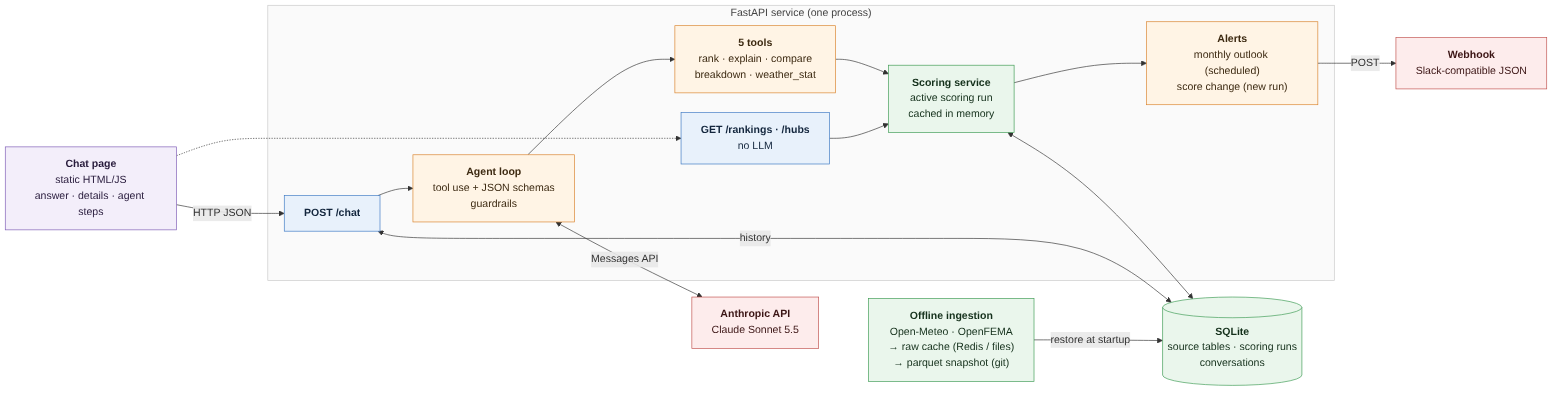 FastAPI service (one process)
5 tools
rank · explain · compare
breakdown · weather_stat
Alerts
monthly outlook
(scheduled)
score change (new run)
POST
Webhook
Slack-compatible JSON
Scoring service
active scoring run
cached in memory
GET /rankings · /hubs
no LLM
Chat page
static HTML/JS
answer · details · agent
steps
HTTP JSON
POST /chat
Agent loop
tool use + JSON schemas
guardrails
history
Messages API
Anthropic API
Claude Sonnet 5.5
Offline ingestion
Open-Meteo · OpenFEMA
→ raw cache (Redis / files)
→ parquet snapshot (git)
restore at startup
SQLite
source tables · scoring runs
conversations